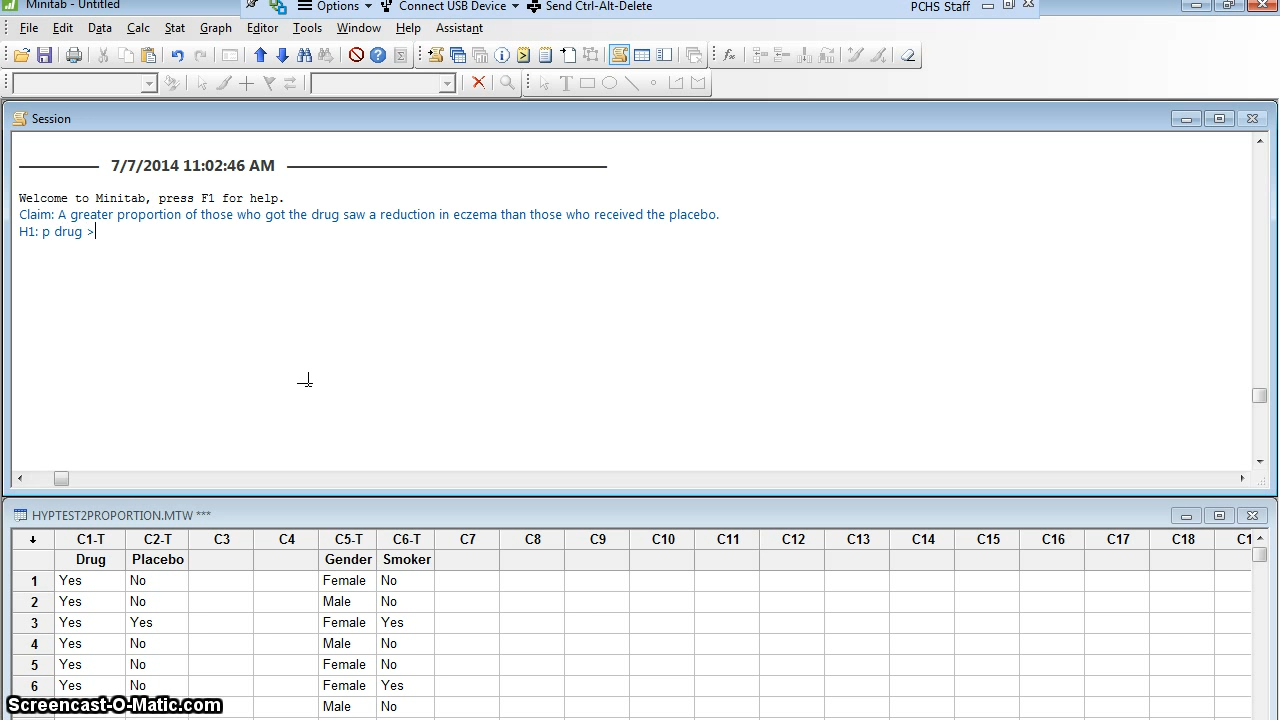 Minitab - Untitled
Options
Connect USB Device
Send Ctrl-Alt-Delete
PCHS Staff
File Edit Data Calc Stat Graph Editor Tools Window Help Assistant
Session
7/7/2014 11:02:46 AM
Welcome to Minitab, press F1 for help.
Claim: A greater proportion of those who got the drug saw a reduction in eczema than those who received the placebo.
H1: p drug >
HYPTEST2PROPORTION.MTW ***
C1-T C2-T C3 C4 C5-T C6-T C7 C8 C9 C10 C11 C12 C13 C14 C15 C16 C17 C18 C1
Drug Placebo Gender Smoker
1 Yes No Female No
2 Yes No Male No
3 Yes Yes Female Yes
4 Yes No Male No
5 Yes No Female No
6 Yes No Female Yes
Male No
Screencast-O-Matic.com